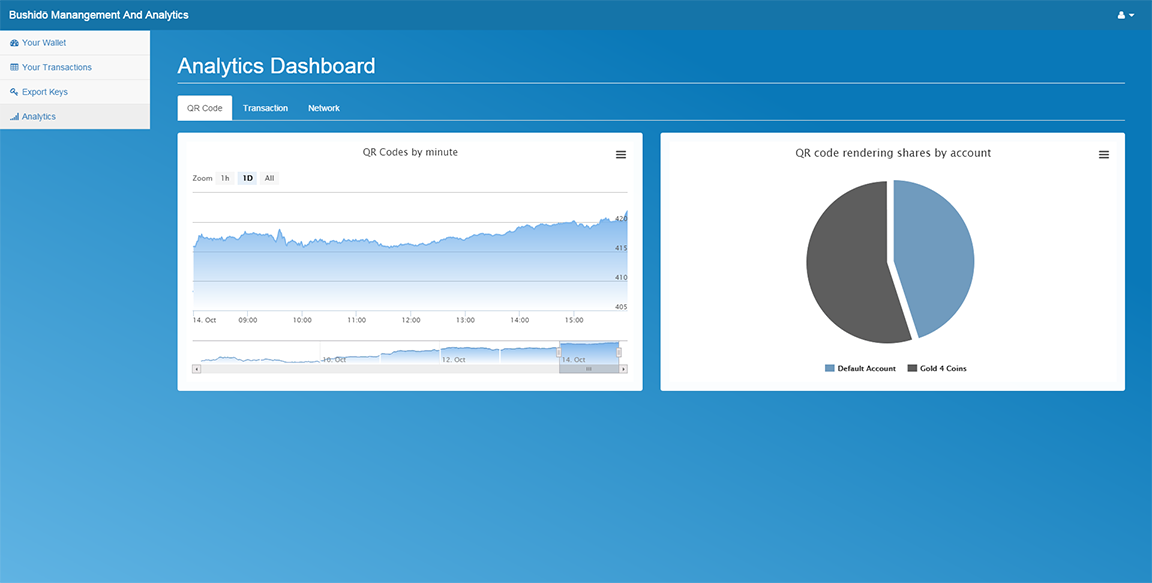 Bushidō Manangement And Analytics
Your Wallet
Your Transactions
Export Keys
Analytics
Analytics Dashboard
QR Code Transaction Network
QR Codes by minute
Zoom 1h 1D All
420
415
410
405
14. Oct 09:00 10:00 11:00 12:00 13:00 14:00 15:00
10. Oct 12. Oct 14. Oct
QR code rendering shares by account
Default Account Gold 4 Coins